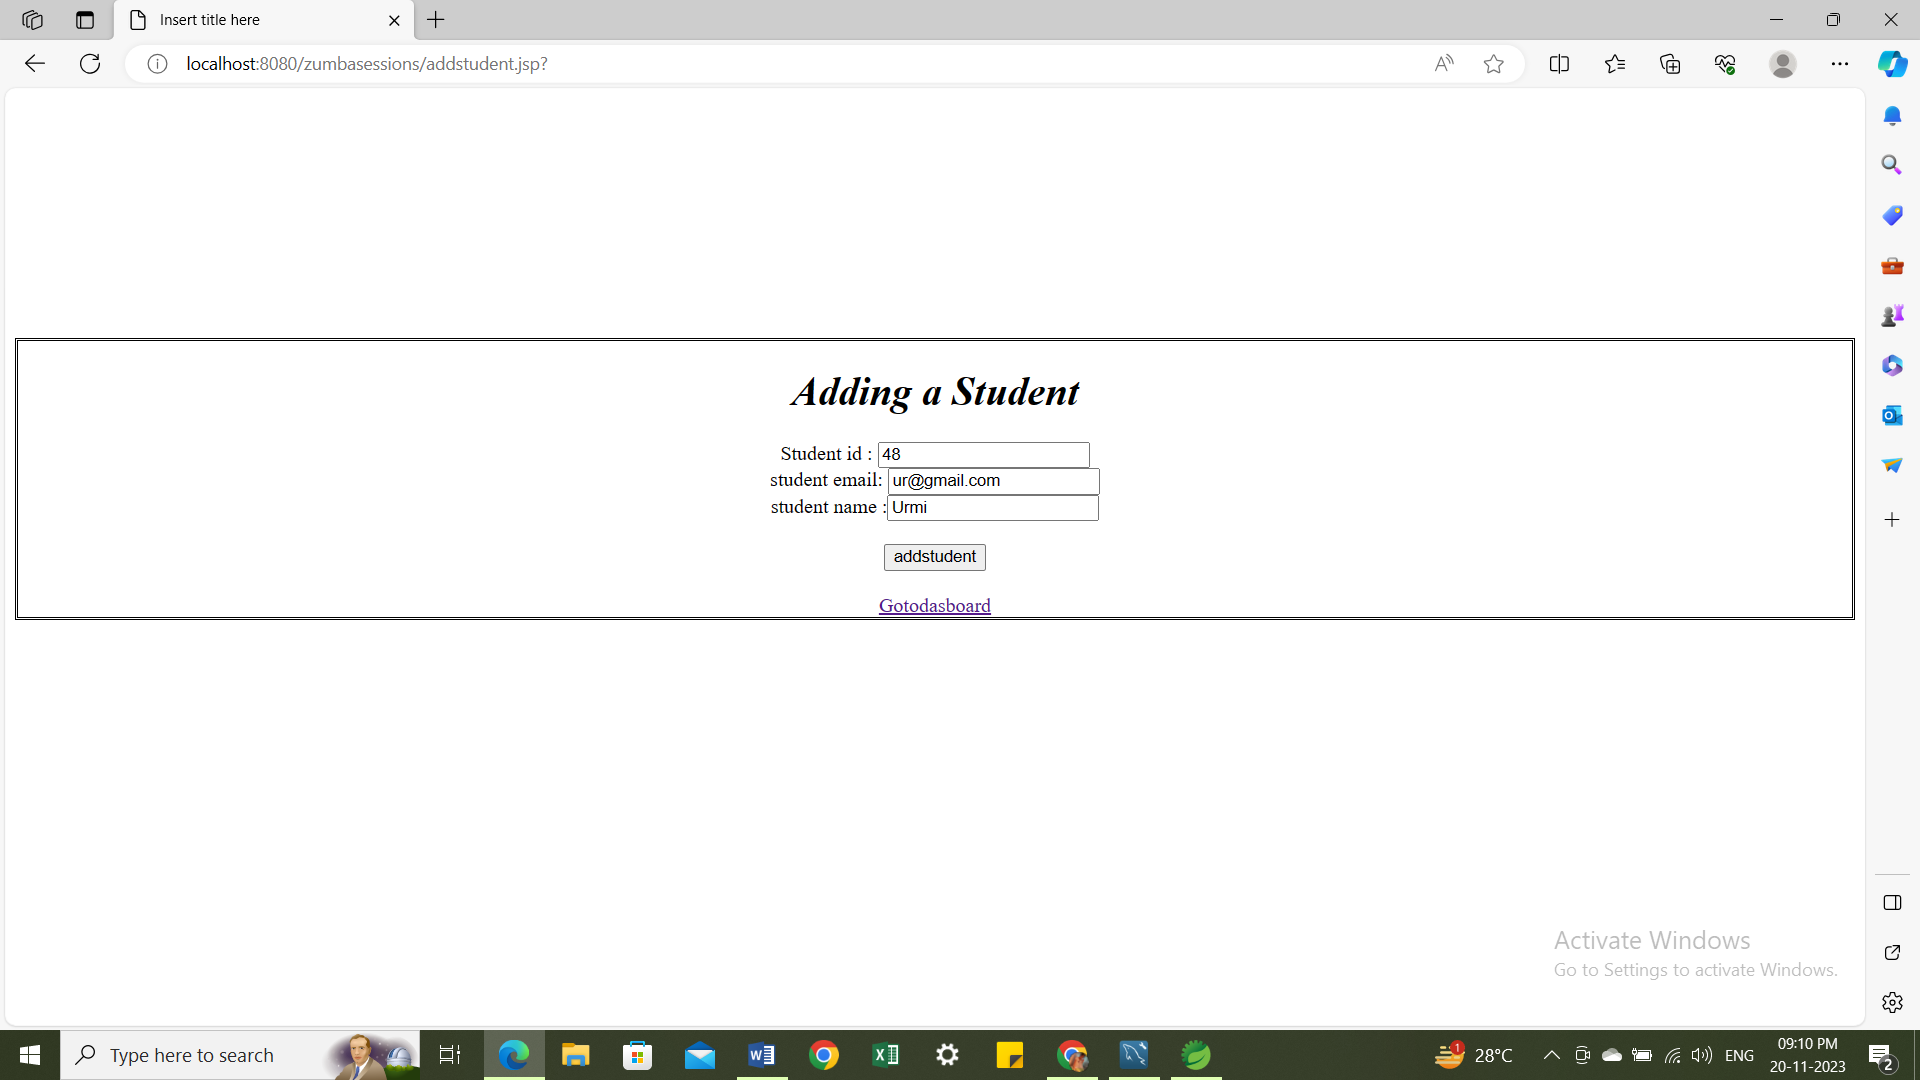 Insert title here
localhost:8080/zumbasessions/addstudent.jsp?
Adding a Student
Student id : 48
student email: ur@gmail.com
student name : Urmi
addstudent
Gotodasboard
Activate Windows
Go to Settings to activate Windows.
Type here to search
1
28°C
ENG
09:10 PM
20-11-2023
2